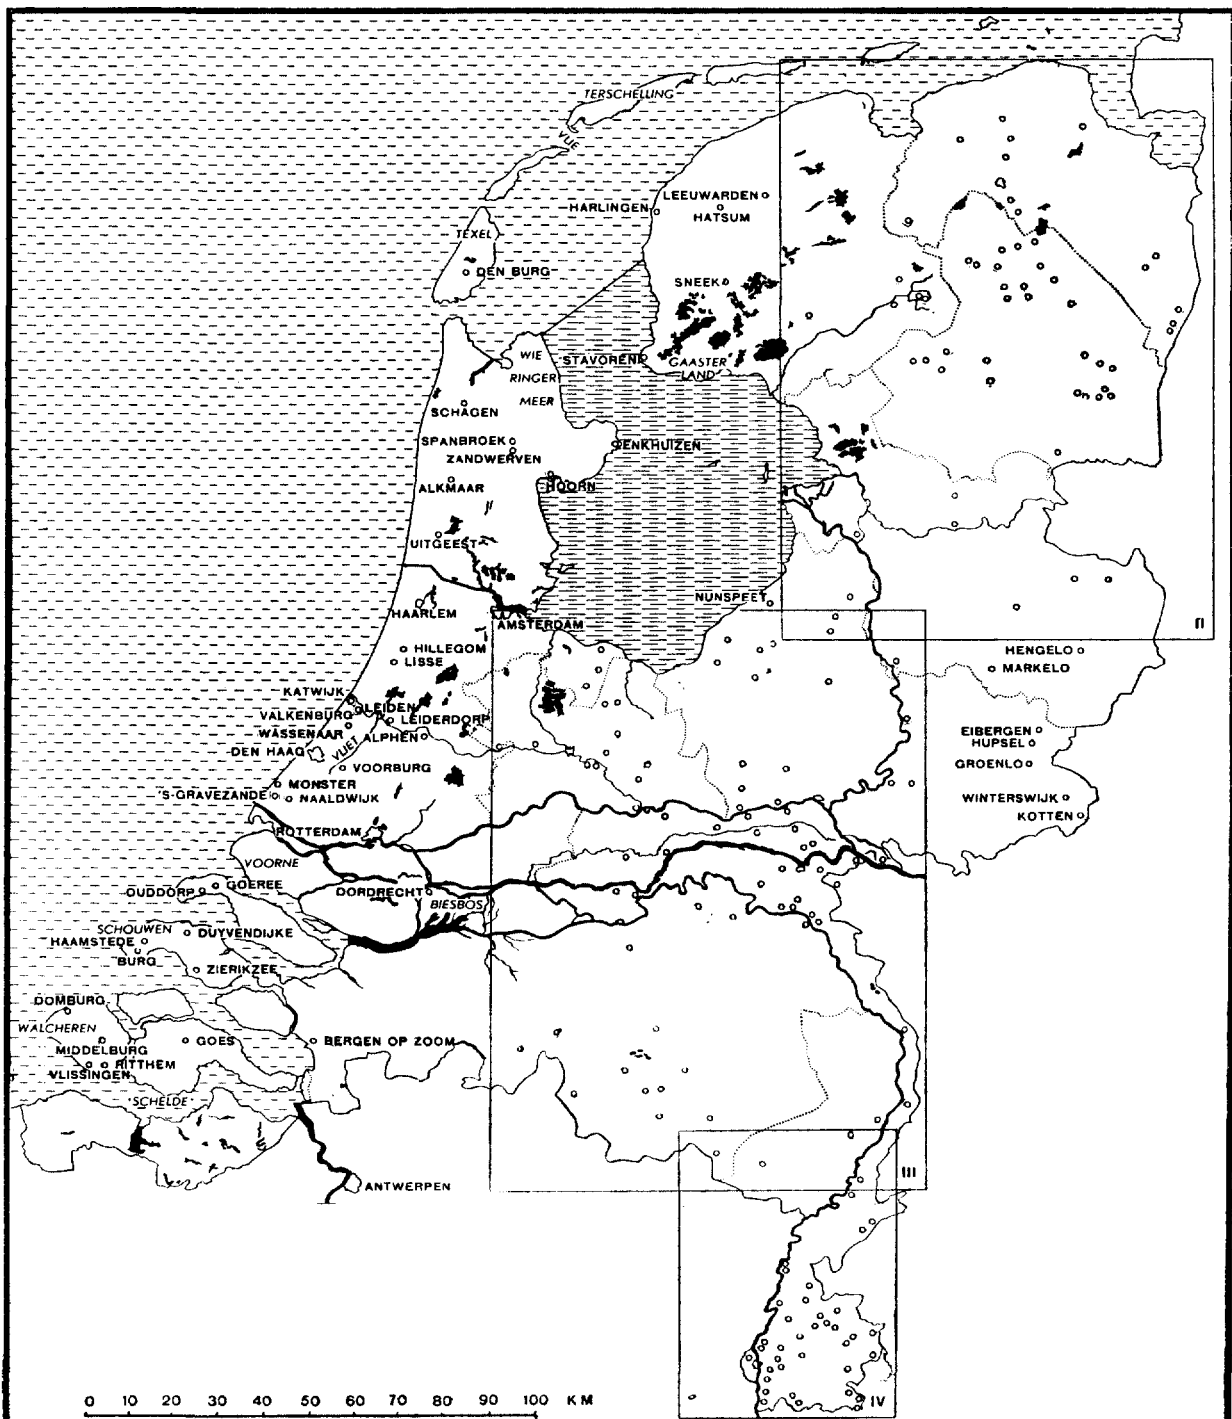 TERSCHELLING
VLIE
LEEUWARDEN
HARLINGEN
HATSUM
TEXEL
DEN BURG
SNEEK
WIE
RINGER
MEER
STAVOREN
GAASTER
LAND
SCHAGEN
SPANBROEK
ENKHUIZEN
ZANDWERVEN
ALKMAAR
HOORN
UITGEEST
NUNSPEET
HAARLEM
AMSTERDAM
II
HILLEGOM
HENGELO
LISSE
MARKELO
KATWIJK
LEIDEN
VALKENBURG
LEIDERDORP
WASSENAAR
ALPHEN
EIBERGEN
DEN HAAG
VLIET
HUPSEL
VOORBURG
GROENLO
MONSTER
'S-GRAVEZANDE
NAALDWIJK
WINTERSWIJK
KOTTEN
ROTTERDAM
VOORNE
GOEREE
OUDDORP
DORDRECHT
BIESBOS
SCHOUWEN
DUYVENDIJKE
HAAMSTEDE
BURG
ZIERIKZEE
DOMBURG
WALCHEREN
GOES
BERGEN OP ZOOM
MIDDELBURG
RITTHEM
VLISSINGEN
SCHELDE
III
ANTWERPEN
IV
0 10 20 30 40 50 60 70 80 90 100 KM